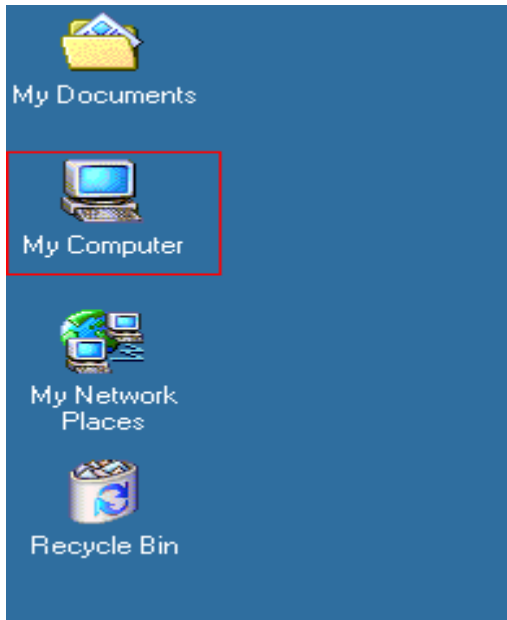 My Documents
My Computer
My Network
Places
Recycle Bin